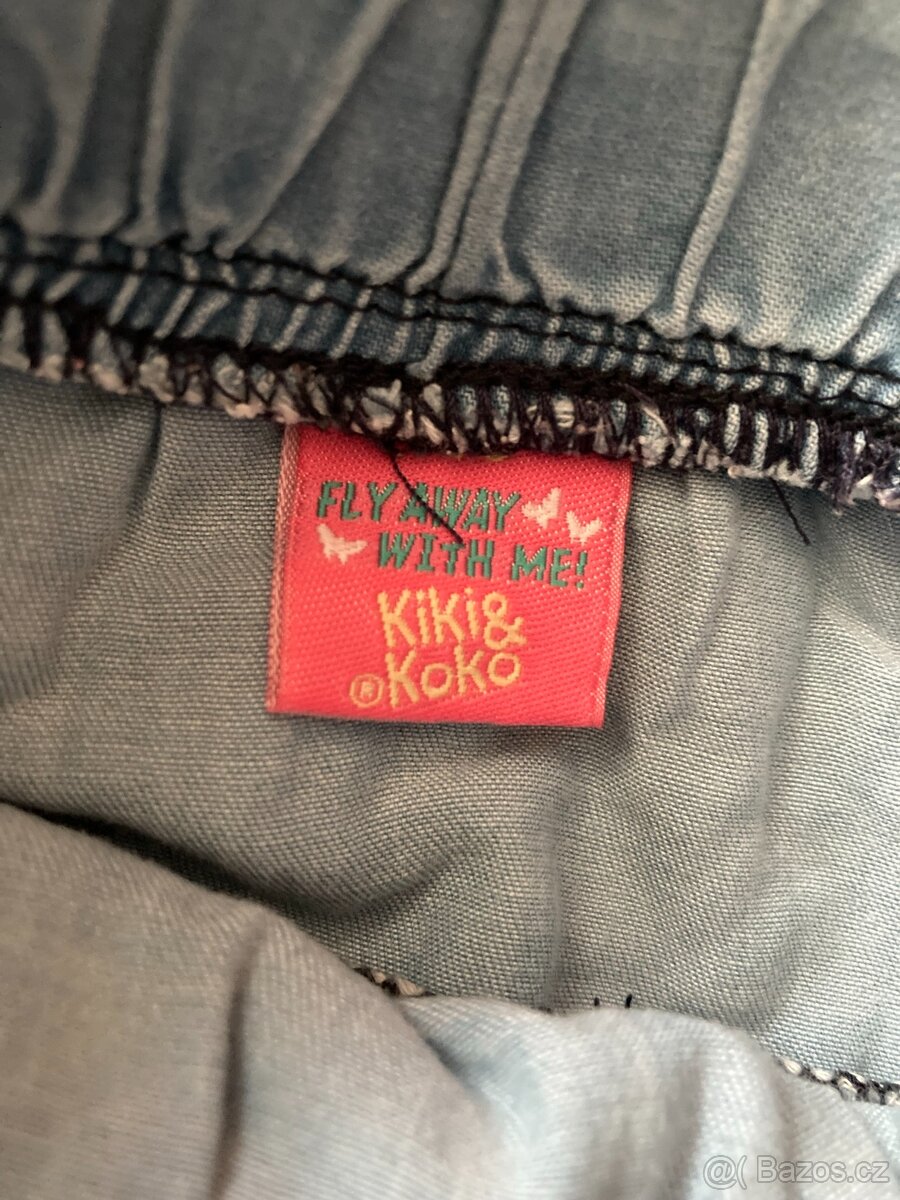 FLY AWAY
WITH ME!
KiKi&
®KoKo
@( Bazos.cz